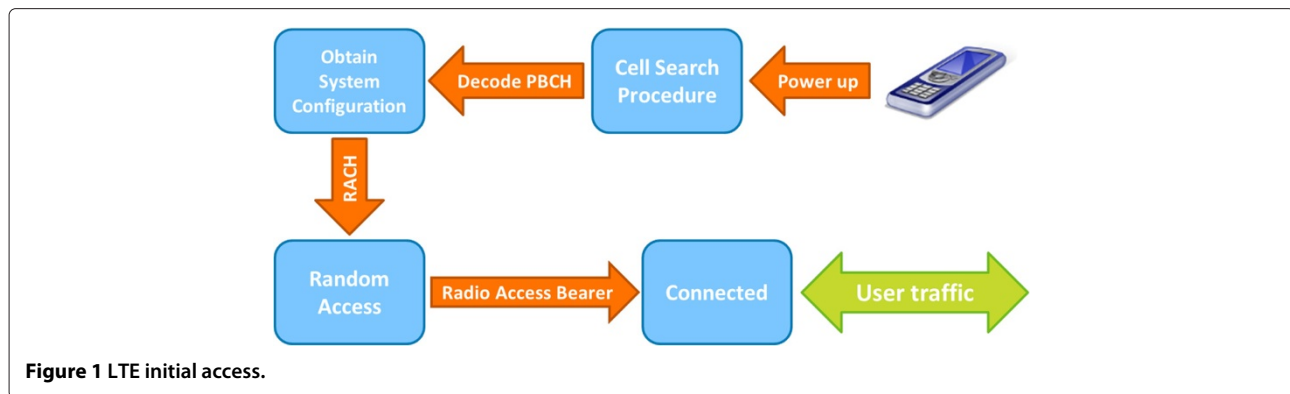 Obtain
System
Configuration
Decode PBCH
Cell Search
Procedure
Power up
RACH
Random
Access
Radio Access Bearer
Connected
User traffic
Figure 1 LTE initial access.